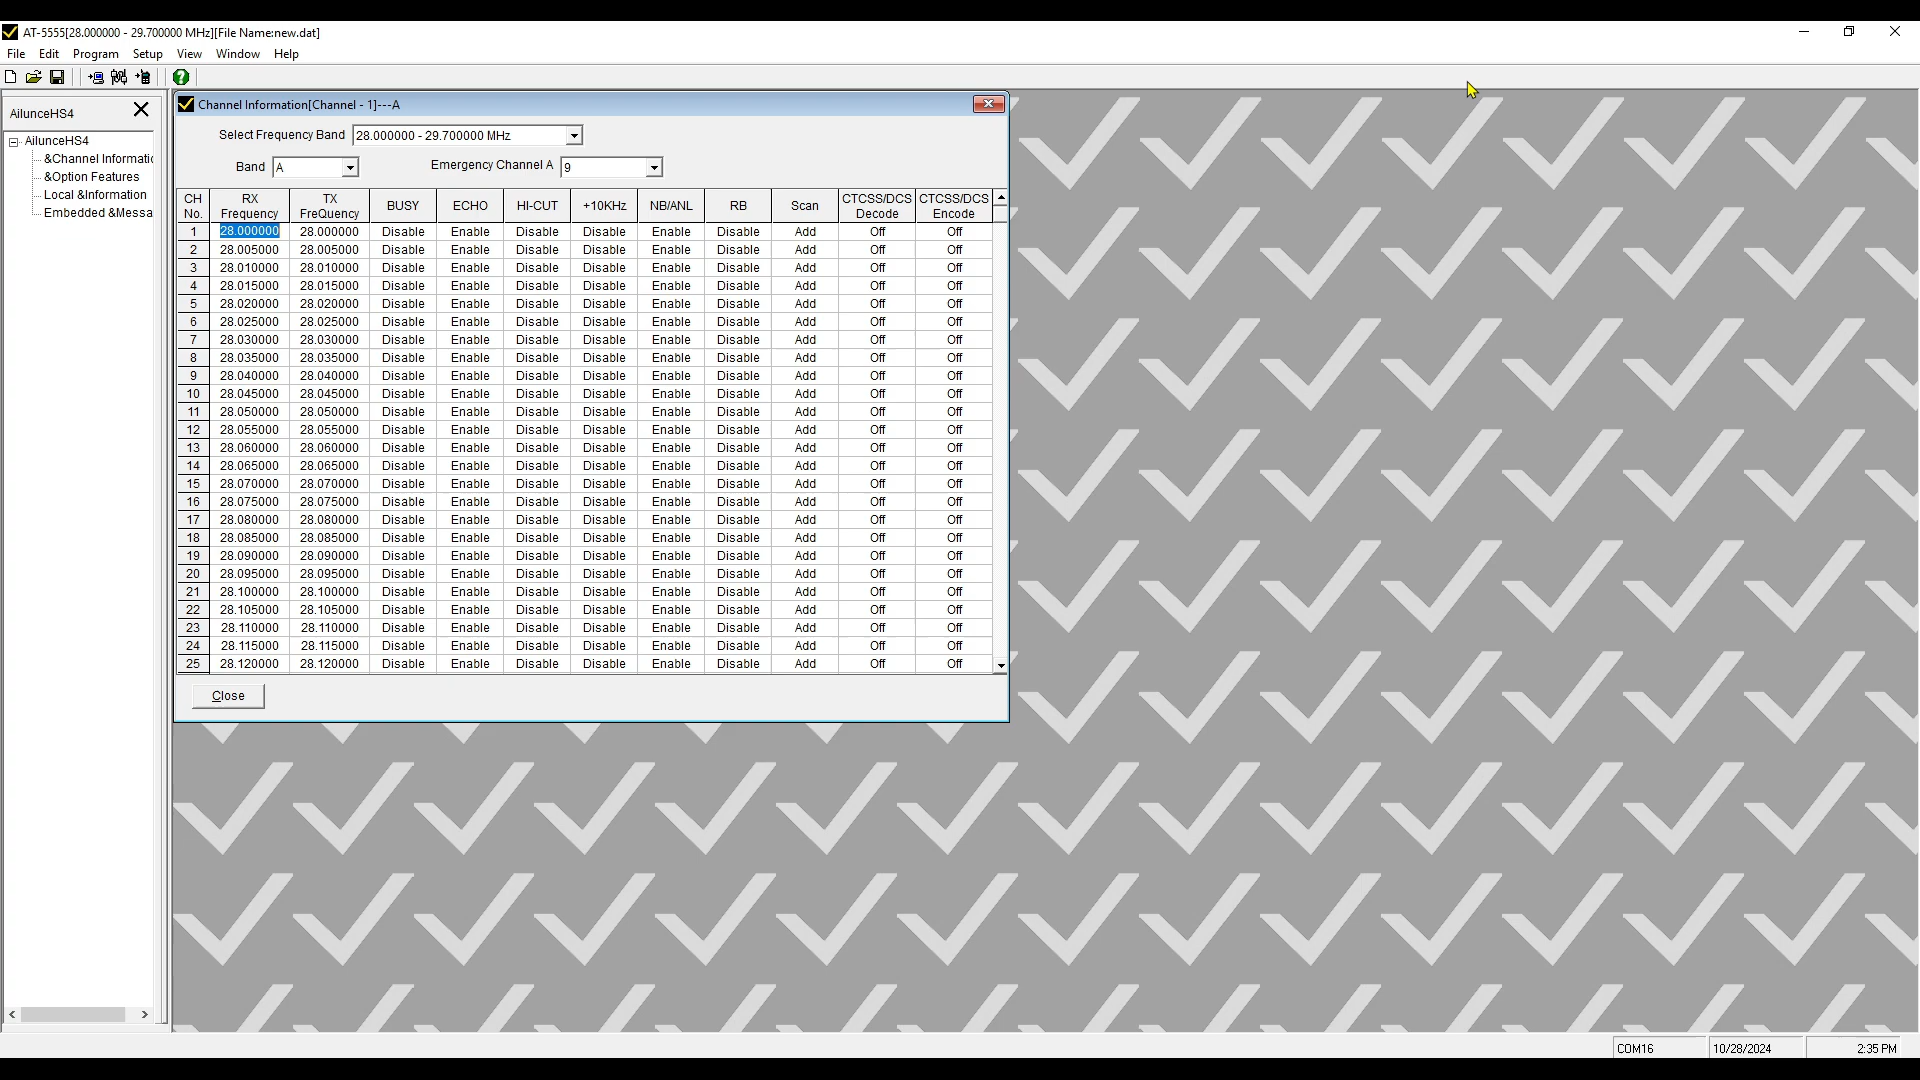 AT-5555[28.000000 - 29.700000 MHz][File Name:new.dat]
File Edit Program Setup View Window Help
AilunceHS4
AilunceHS4
&Channel Informatic
&Option Features
Local &Information
Embedded &Messa
Channel Information[Channel - 1]---A
Select Frequency Band 28.000000 - 29.700000 MHz
Band A Emergency Channel A 9
CH No. RX Frequency TX FreQuency BUSY ECHO HI-CUT +10KHz NB/ANL RB Scan CTCSS/DCS Decode CTCSS/DCS Encode
1 28.000000 28.000000 Disable Enable Disable Disable Enable Disable Add Off Off
2 28.005000 28.005000 Disable Enable Disable Disable Enable Disable Add Off Off
3 28.010000 28.010000 Disable Enable Disable Disable Enable Disable Add Off Off
4 28.015000 28.015000 Disable Enable Disable Disable Enable Disable Add Off Off
5 28.020000 28.020000 Disable Enable Disable Disable Enable Disable Add Off Off
6 28.025000 28.025000 Disable Enable Disable Disable Enable Disable Add Off Off
7 28.030000 28.030000 Disable Enable Disable Disable Enable Disable Add Off Off
8 28.035000 28.035000 Disable Enable Disable Disable Enable Disable Add Off Off
9 28.040000 28.040000 Disable Enable Disable Disable Enable Disable Add Off Off
10 28.045000 28.045000 Disable Enable Disable Disable Enable Disable Add Off Off
11 28.050000 28.050000 Disable Enable Disable Disable Enable Disable Add Off Off
12 28.055000 28.055000 Disable Enable Disable Disable Enable Disable Add Off Off
13 28.060000 28.060000 Disable Enable Disable Disable Enable Disable Add Off Off
14 28.065000 28.065000 Disable Enable Disable Disable Enable Disable Add Off Off
15 28.070000 28.070000 Disable Enable Disable Disable Enable Disable Add Off Off
16 28.075000 28.075000 Disable Enable Disable Disable Enable Disable Add Off Off
17 28.080000 28.080000 Disable Enable Disable Disable Enable Disable Add Off Off
18 28.085000 28.085000 Disable Enable Disable Disable Enable Disable Add Off Off
19 28.090000 28.090000 Disable Enable Disable Disable Enable Disable Add Off Off
20 28.095000 28.095000 Disable Enable Disable Disable Enable Disable Add Off Off
21 28.100000 28.100000 Disable Enable Disable Disable Enable Disable Add Off Off
22 28.105000 28.105000 Disable Enable Disable Disable Enable Disable Add Off Off
23 28.110000 28.110000 Disable Enable Disable Disable Enable Disable Add Off Off
24 28.115000 28.115000 Disable Enable Disable Disable Enable Disable Add Off Off
25 28.120000 28.120000 Disable Enable Disable Disable Enable Disable Add Off Off
Close
COM16 10/28/2024 2:35 PM